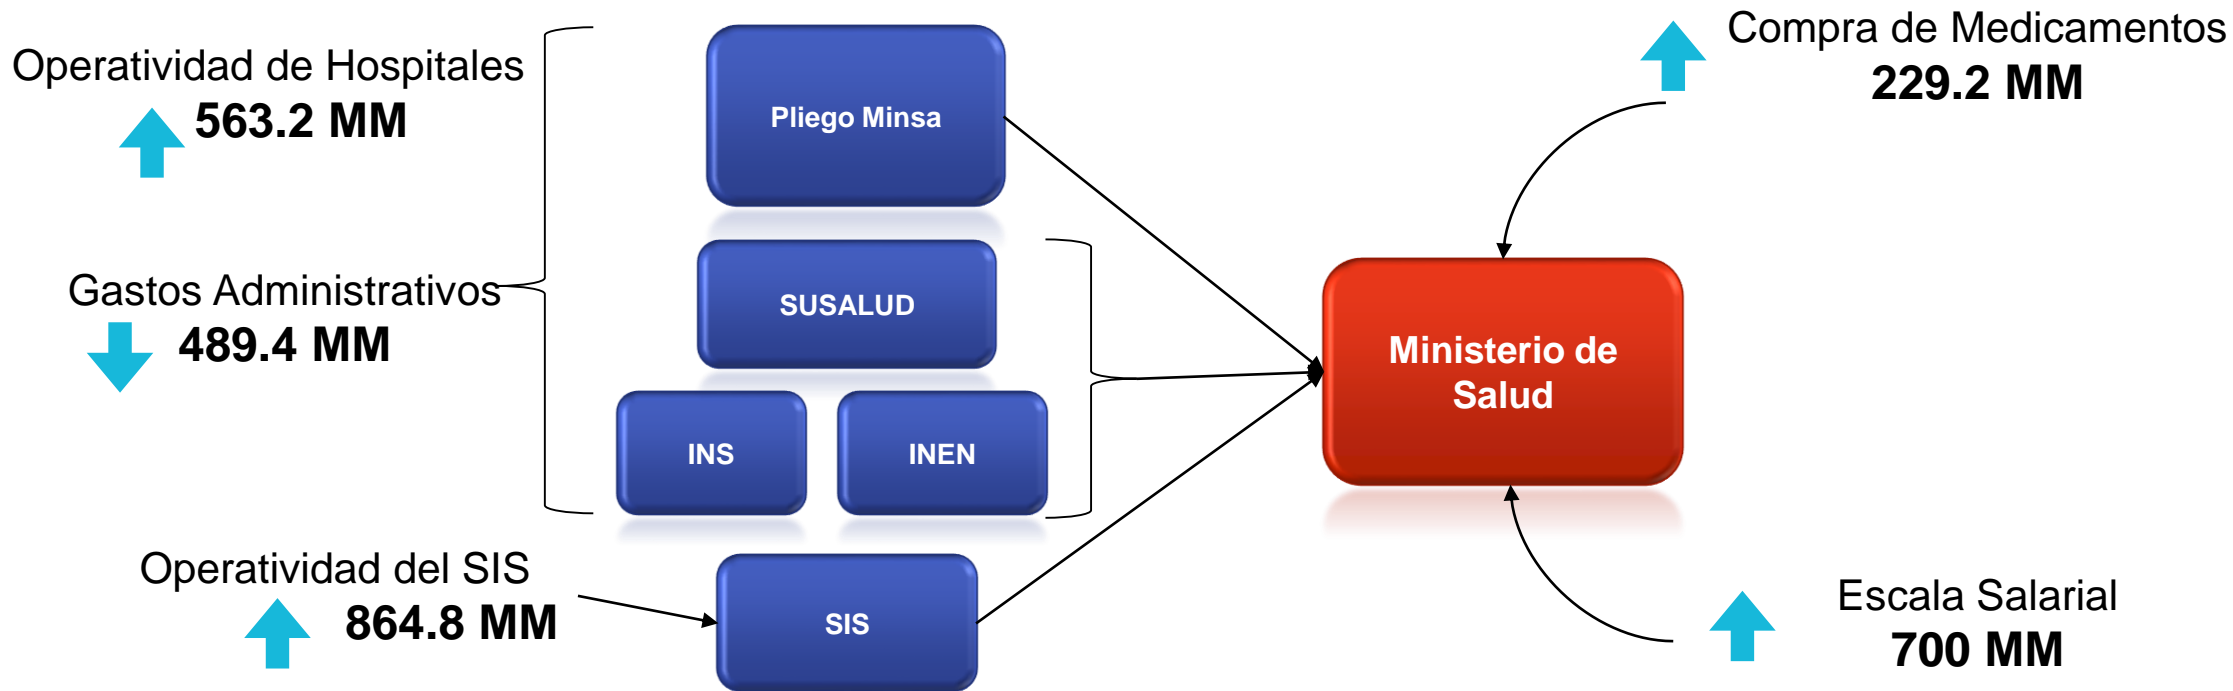 Operatividad de Hospitales
563.2 MM
Gastos Administrativos
489.4 MM
Operatividad del SIS
864.8 MM
Pliego Minsa
SUSALUD
INS
INEN
SIS
Ministerio de
Salud
Compra de Medicamentos
229.2 MM
Escala Salarial
700 MM